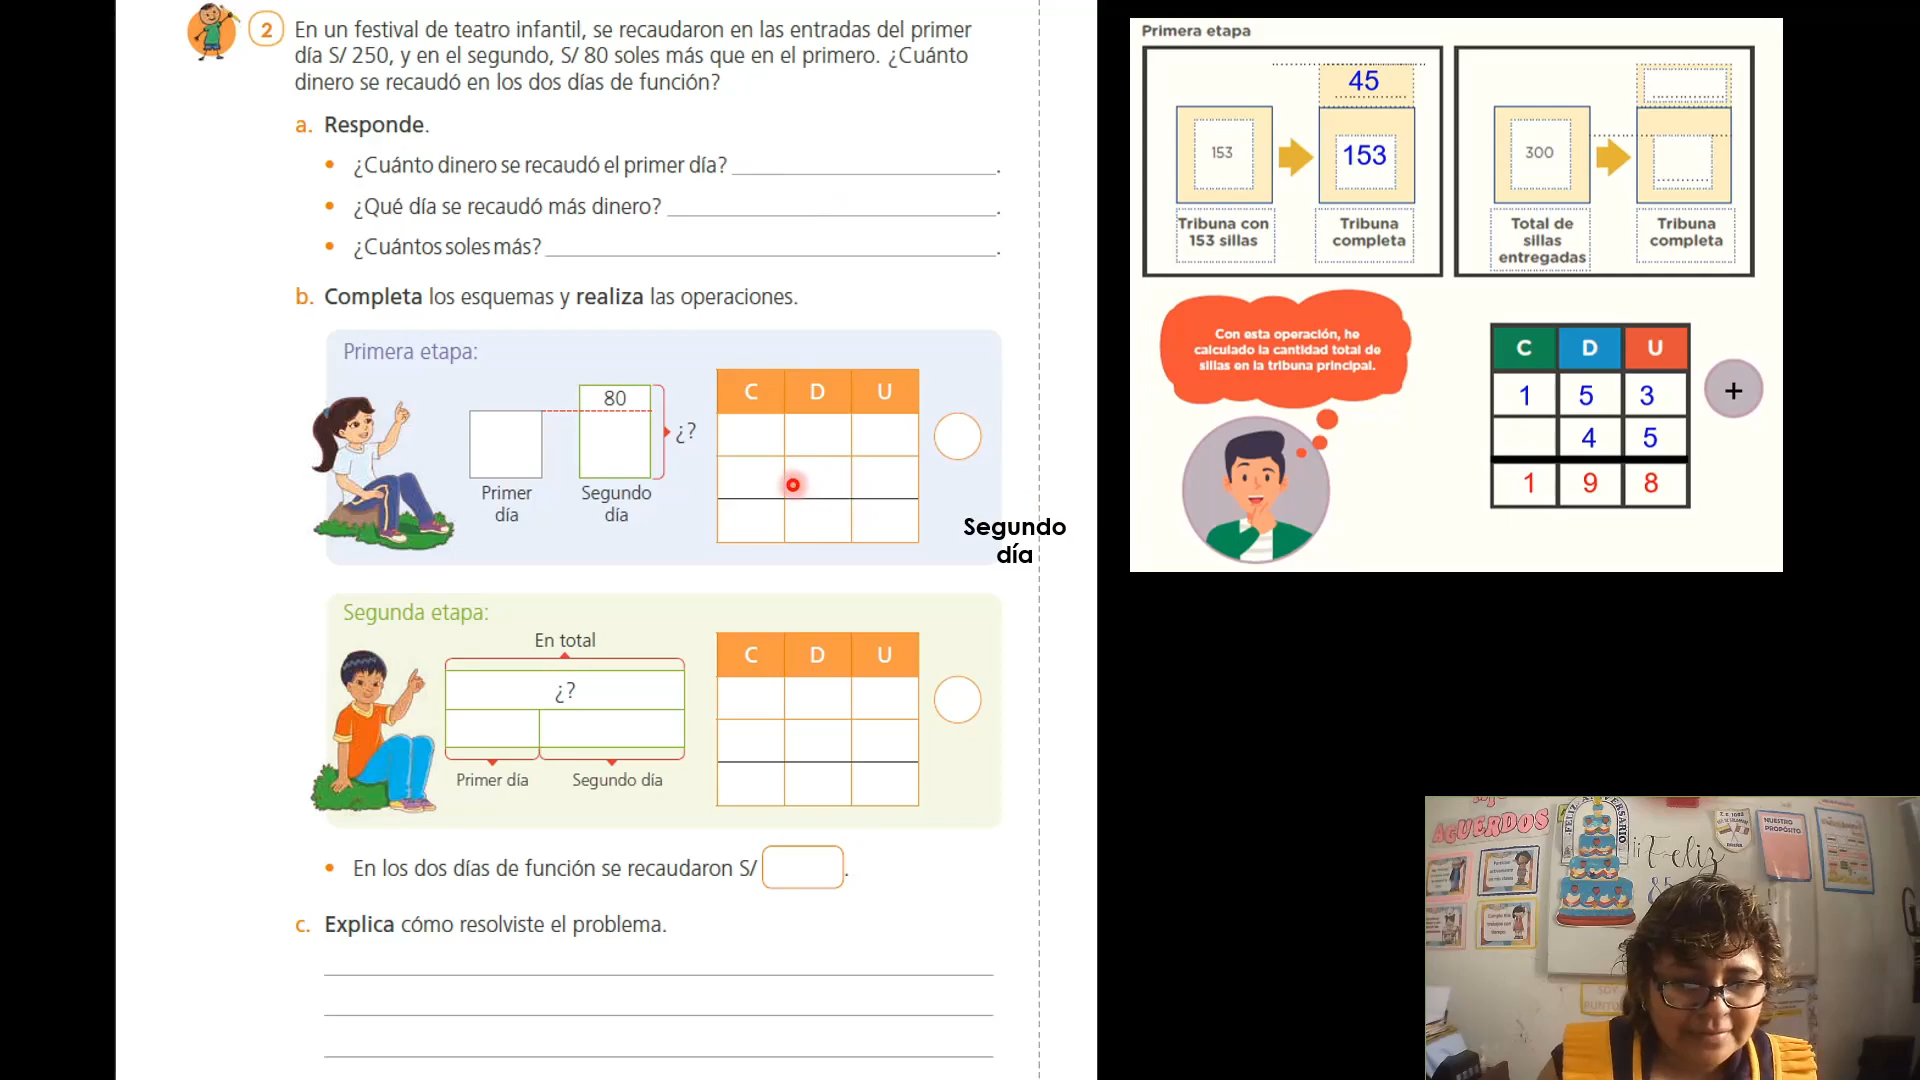 2 En un festival de teatro infantil, se recaudaron en las entradas del primer
día S/ 250, y en el segundo, S/ 80 soles más que en el primero. ¿Cuánto
dinero se recaudó en los dos días de función?
a. Responde.
• ¿Cuánto dinero se recaudó el primer día? .
• ¿Qué día se recaudó más dinero? .
• ¿Cuántos soles más? .
b. Completa los esquemas y realiza las operaciones.
Primera etapa:
80
¿?
Primer
día
Segundo
día
C D U
Segundo
día
Segunda etapa:
En total
¿?
Primer día Segundo día
C D U
• En los dos días de función se recaudaron S/ .
c. Explica cómo resolviste el problema.
Primera etapa
45
153
153
Tribuna con
153 sillas
Tribuna
completa
300
Total de
sillas
entregadas
Tribuna
completa
Con esta operación, he
calculado la cantidad total de
sillas en la tribuna principal.
C D U
1 5 3
+
4 5
1 9 8
AGUERDOS
FELIZ
NUESTRO
PROPÓSITO
¡¡Feliz